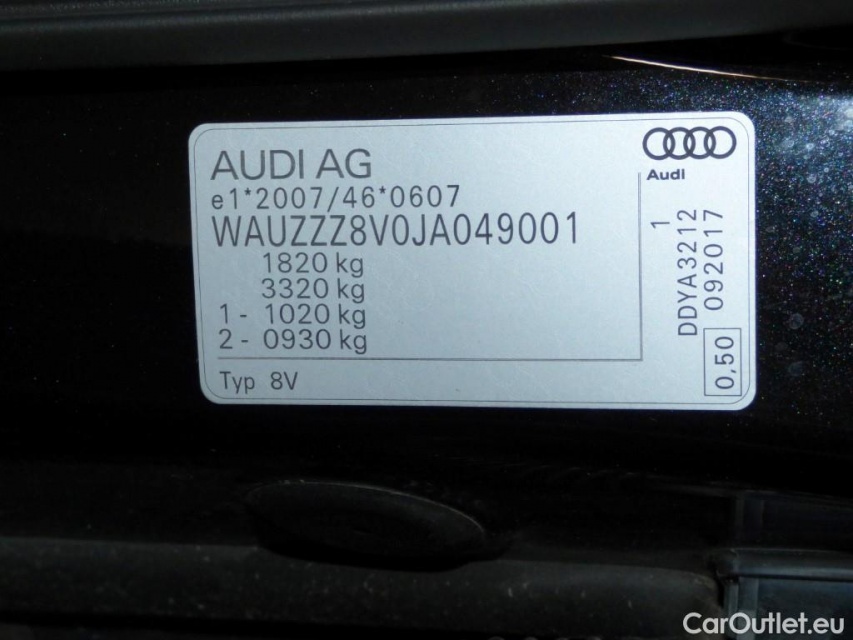 AUDI AG
e1*2007/46*0607
WAUZZZ8V0JA049001
1820 kg
3320 kg
1 - 1020 kg
2 - 0930 kg
Typ 8V
Audi
1
DDYA3212
092017
0,50
CarOutlet.eu